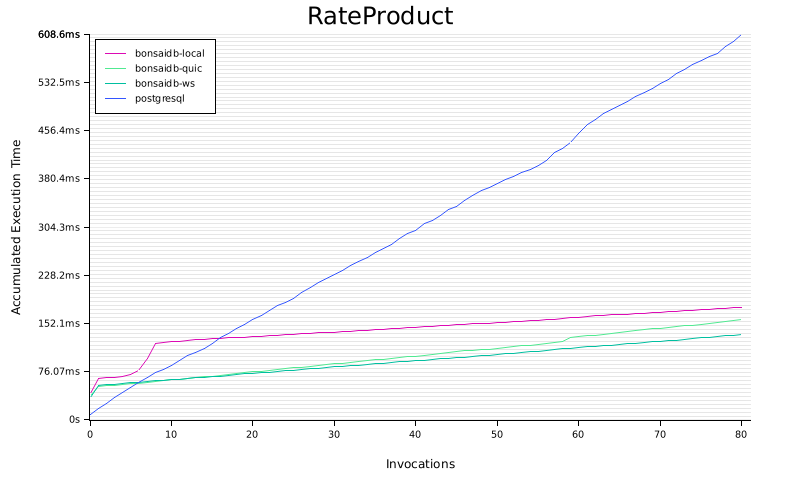 RateProduct
608.6ms
bonsaidb-local
bonsaidb-quic
bonsaidb-ws
postgresql
532.5ms
456.4ms
380.4ms
304.3ms
228.2ms
152.1ms
76.07ms
0s
Accumulated Execution Time
0 10 20 30 40 50 60 70 80
Invocations